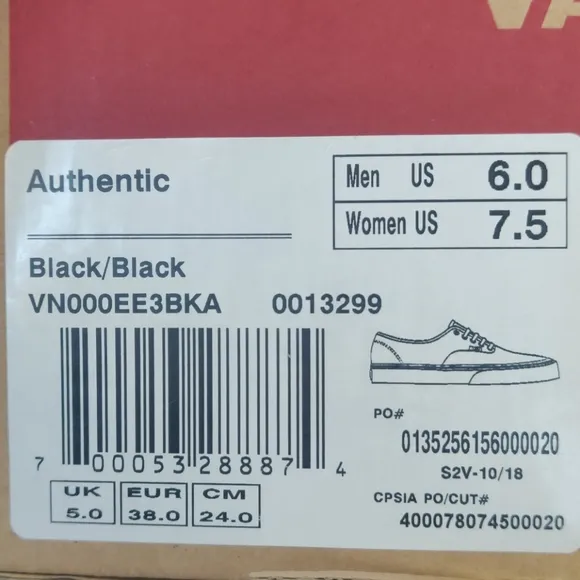 VA
Authentic
Men US 6.0
Women US 7.5
Black/Black
VN000EE3BKA 0013299
7 00053 28887 4
PO#
0135256156000020
S2V-10/18
UK 5.0
EUR 38.0
CM 24.0
CPSIA PO/CUT#
400078074500020